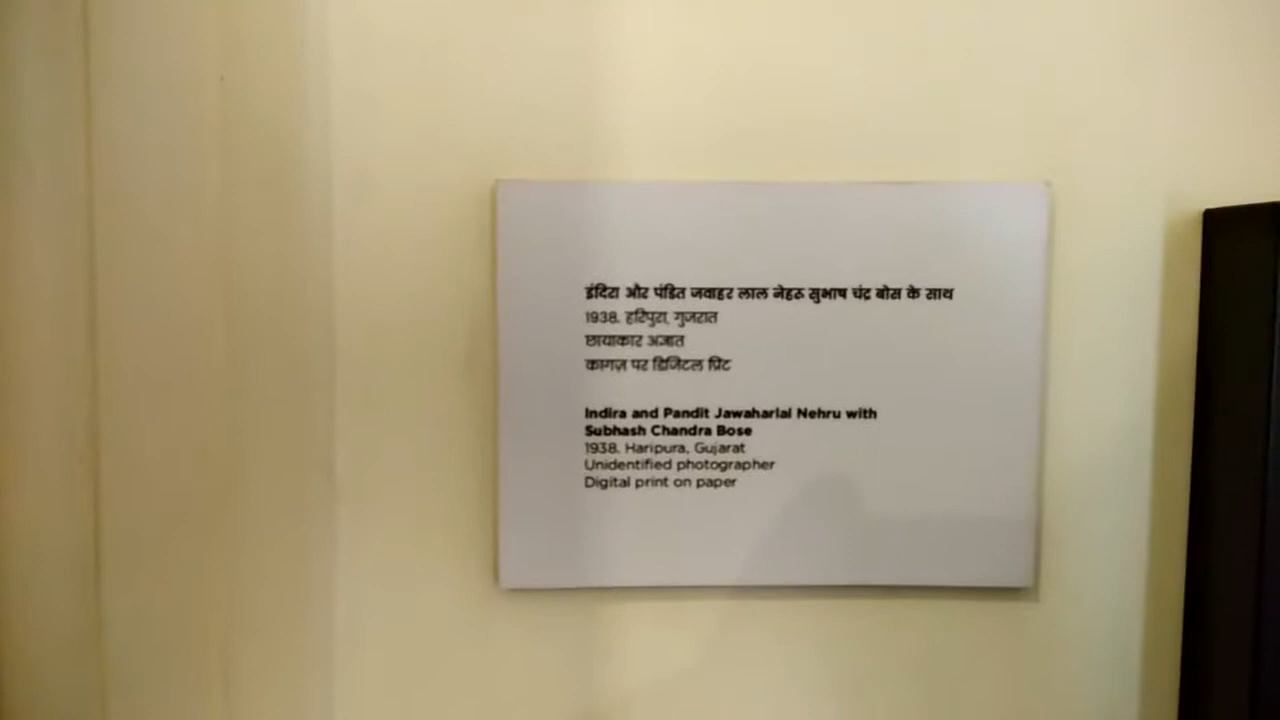 इंदिरा और पंडित जवाहर लाल नेहरू सुभाष चंद्र बोस के साथ
1938. हरिपुरा, गुजरात
छायाकार अज्ञात
कागज़ पर डिजिटल प्रिंट
Indira and Pandit Jawaharlal Nehru with
Subhash Chandra Bose
1938. Haripura, Gujarat
Unidentified photographer
Digital print on paper